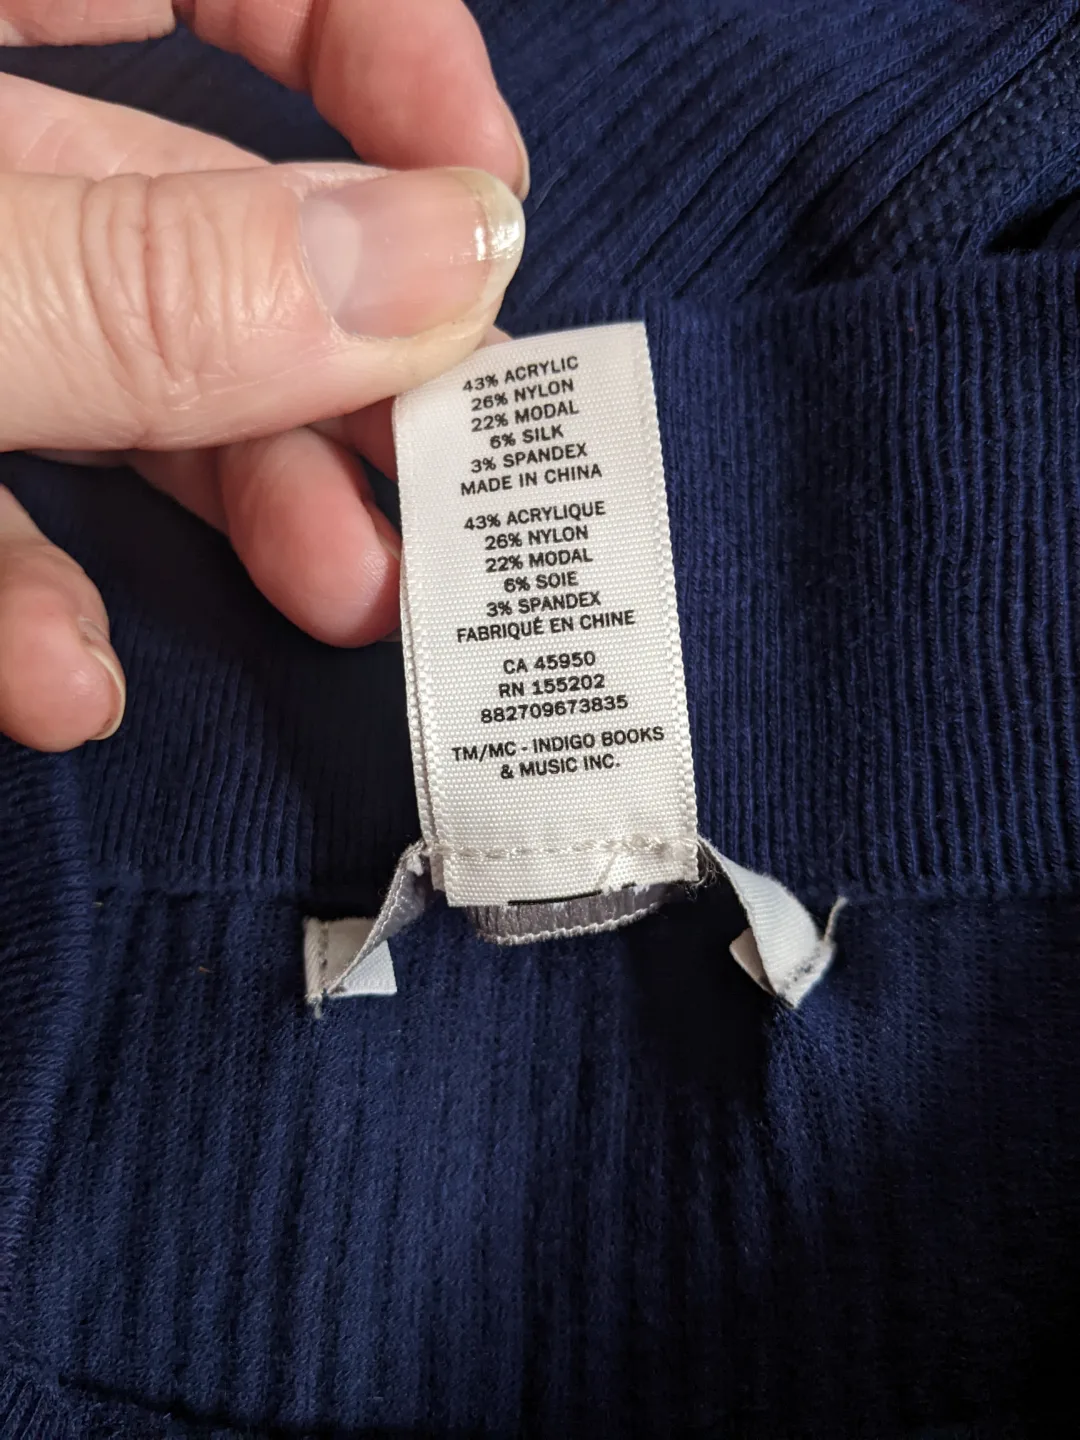 43% ACRYLIC
26% NYLON
22% MODAL
6% SILK
3% SPANDEX
MADE IN CHINA
43% ACRYLIQUE
26% NYLON
22% MODAL
6% SOIE
3% SPANDEX
FABRIQUÉ EN CHINE
CA 45950
RN 155202
882709673835
TM/MC - INDIGO BOOKS
& MUSIC INC.